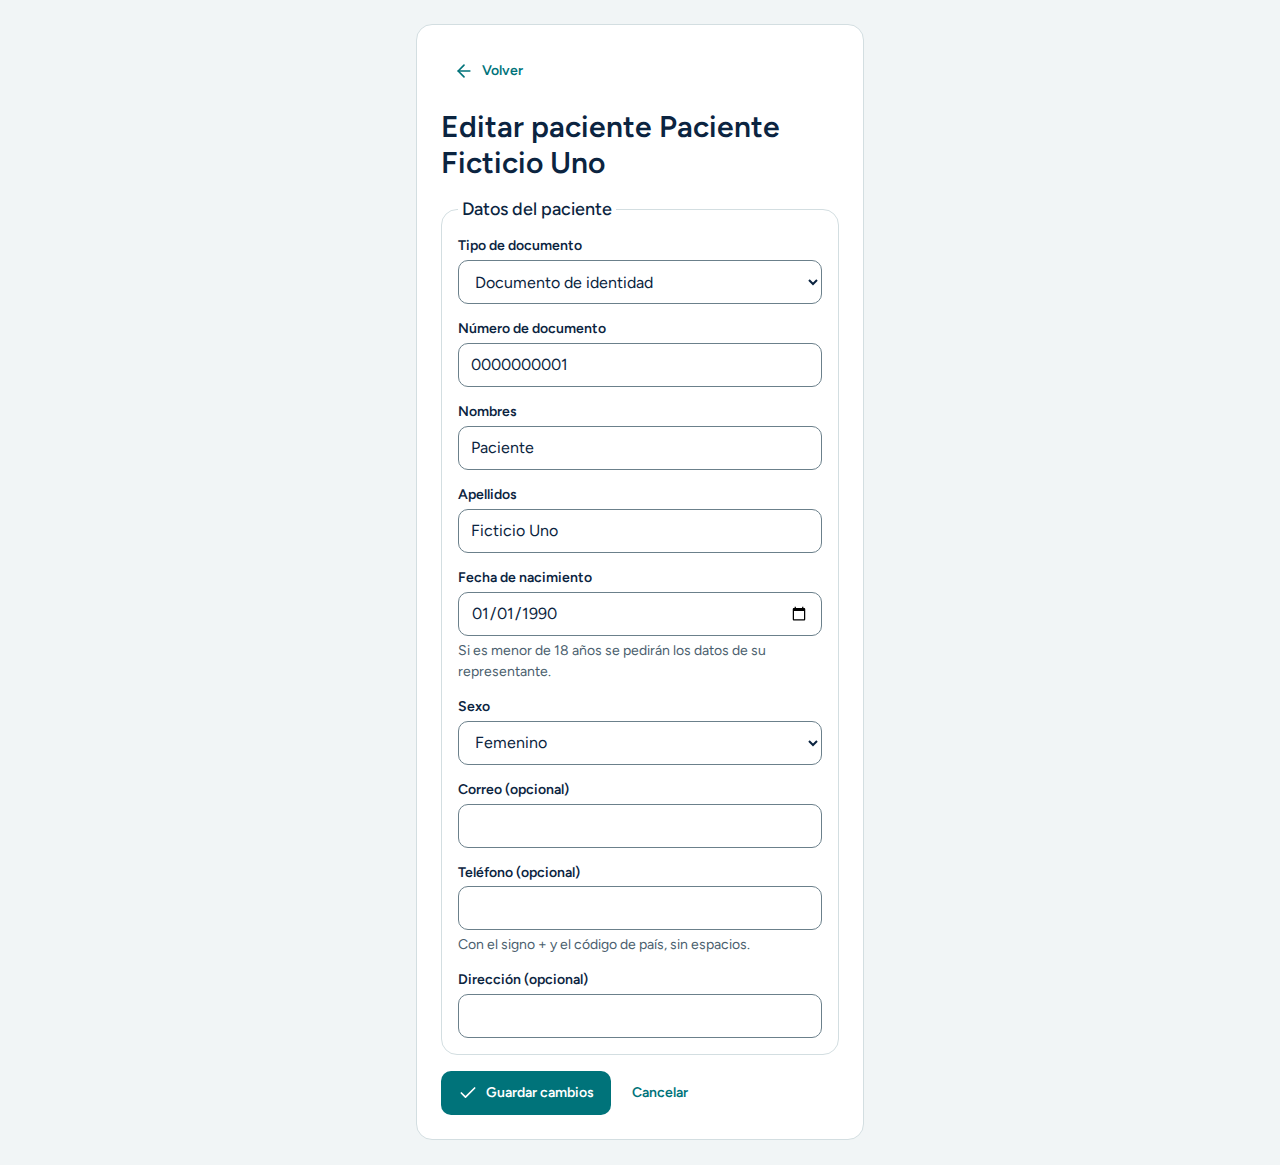 Volver
Editar paciente Paciente
Ficticio Uno
Datos del paciente
Tipo de documento
Documento de identidad
Número de documento
0000000001
Nombres
Paciente
Apellidos
Ficticio Uno
Fecha de nacimiento
01/01/1990
Si es menor de 18 años se pedirán los datos de su
representante.
Sexo
Femenino
Correo (opcional)
Teléfono (opcional)
Con el signo + y el código de país, sin espacios.
Dirección (opcional)
Guardar cambios
Cancelar